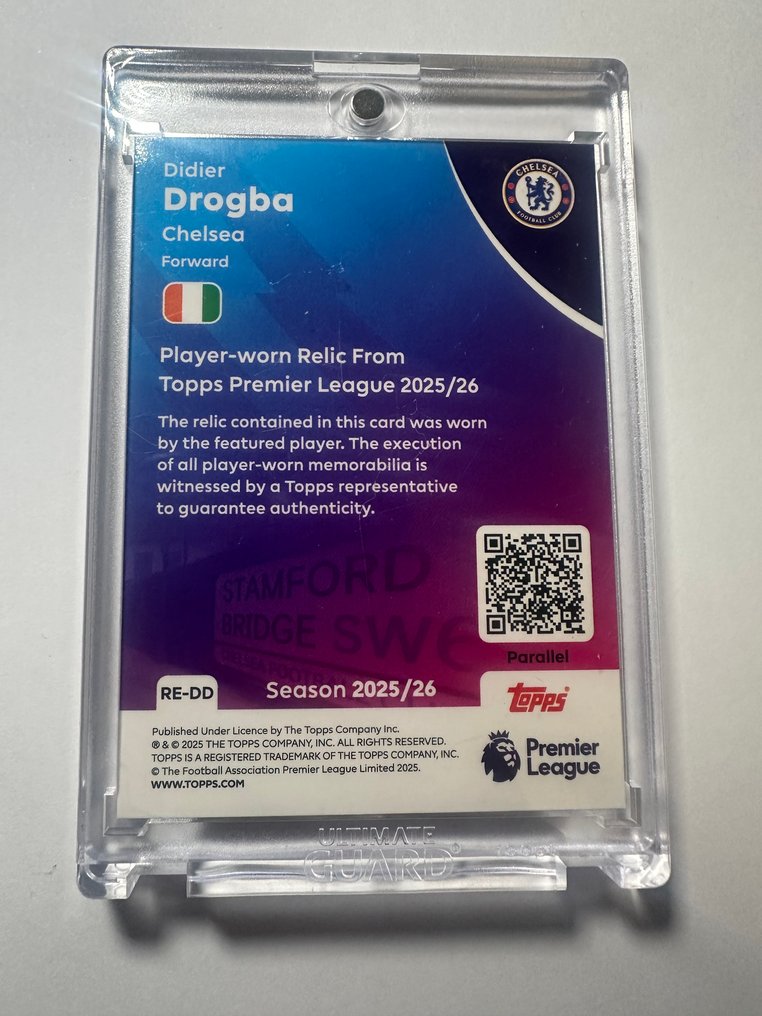 CHELSEA
FOOTBALL CLUB
Didier
Drogba
Chelsea
Forward
Player-worn Relic From
Topps Premier League 2025/26
The relic contained in this card was worn
by the featured player. The execution
of all player-worn memorabilia is
witnessed by a Topps representative
to guarantee authenticity.
STAMFORD
BRIDGE SW6
Parallel
RE-DD
Season 2025/26
topps
Published Under Licence by The Topps Company Inc.
® & © 2025 THE TOPPS COMPANY, INC. ALL RIGHTS RESERVED.
TOPPS IS A REGISTERED TRADEMARK OF THE TOPPS COMPANY, INC.
© The Football Association Premier League Limited 2025.
WWW.TOPPS.COM
Premier
League
ULTIMATE
GUARD®